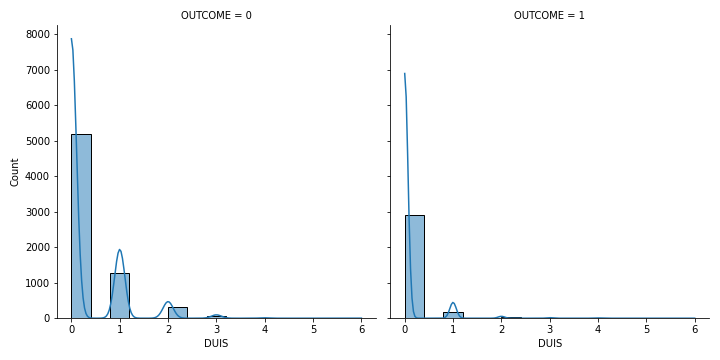 OUTCOME = 0
OUTCOME = 1
8000
7000
6000
5000
4000
3000
2000
1000
0
Count
0 1 2 3 4 5 6
0 1 2 3 4 5 6
DUIS
DUIS